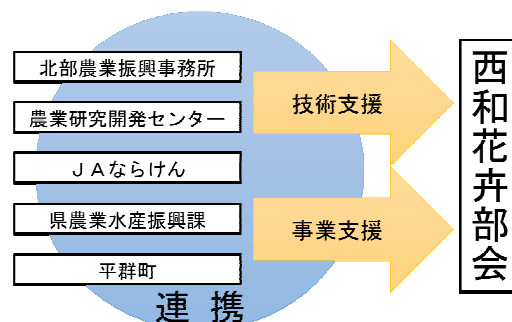 北部農業振興事務所
農業研究開発センター
ＪＡならけん
県農業水産振興課
平群町
連 携
技術支援
事業支援
西和花卉部会